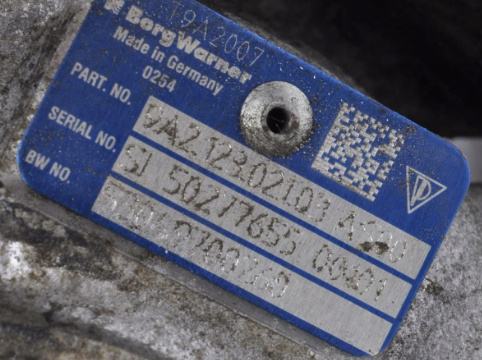 T9A2007
BorgWarner
Made in Germany
0254
PART. NO. 9A2.123.021.03
SERIAL NO. SI 50277655 00401
BW NO.